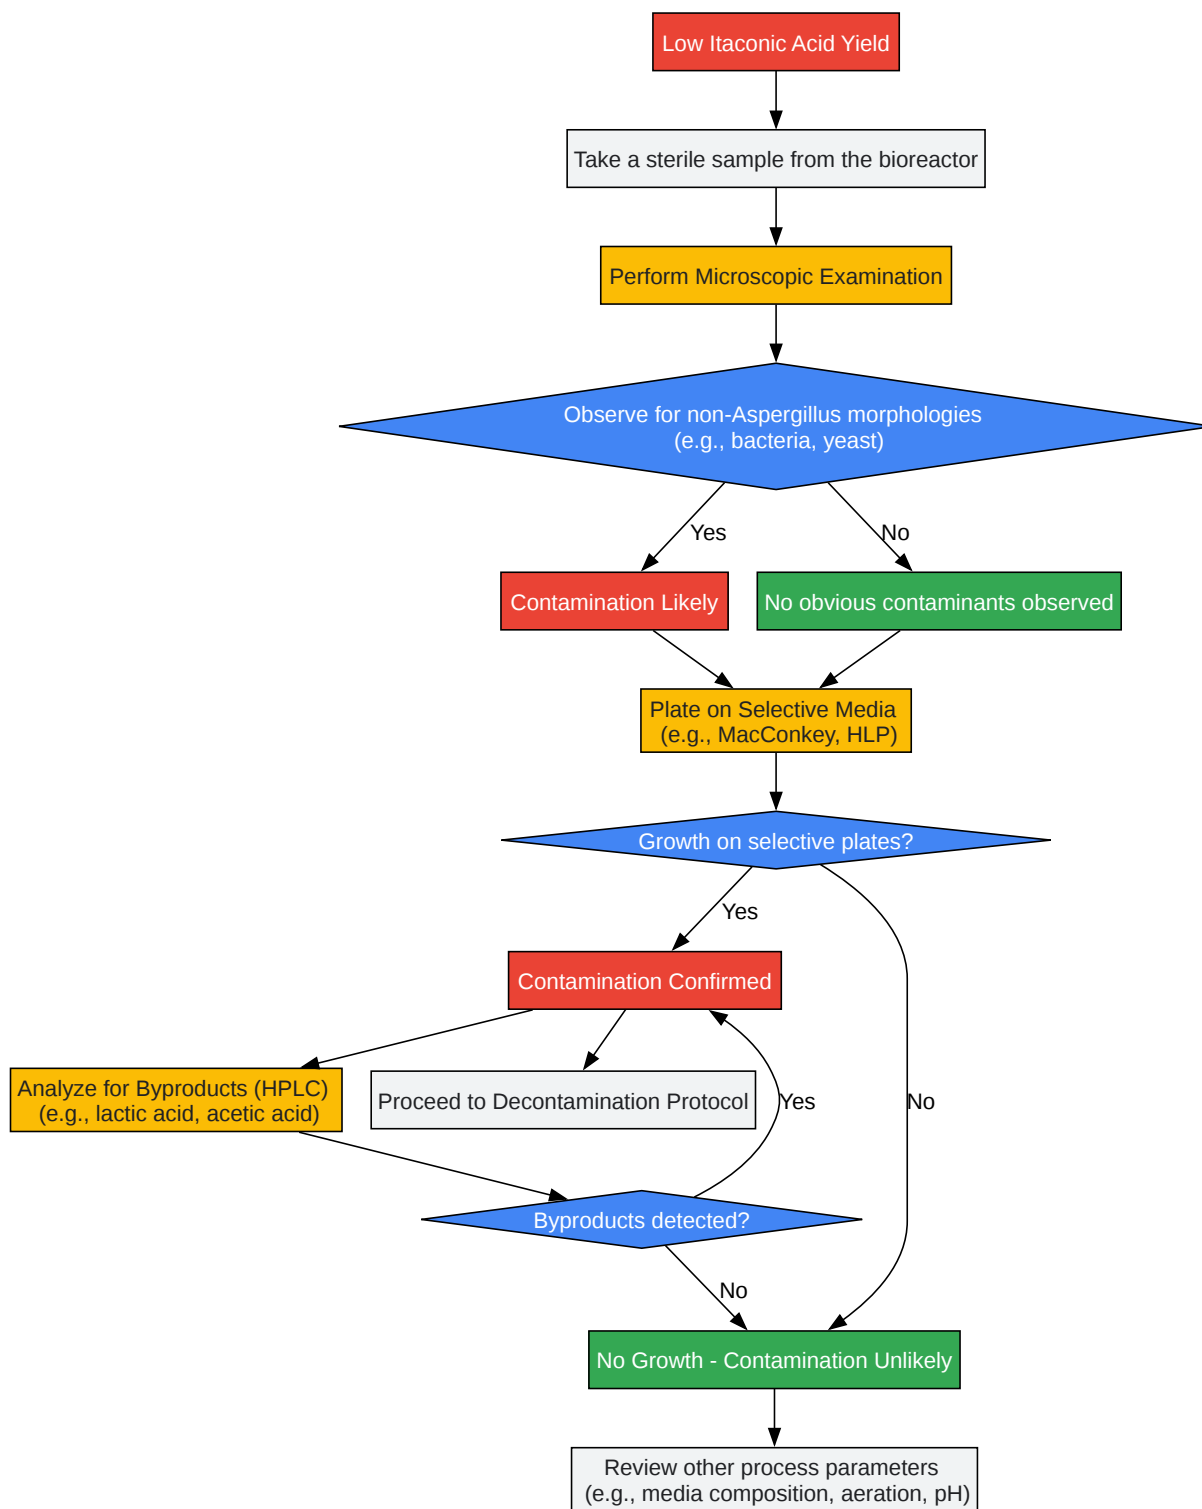 Low Itaconic Acid Yield
Take a sterile sample from the bioreactor
Perform Microscopic Examination
Observe for non-Aspergillus morphologies
(e.g., bacteria, yeast)
Yes
No
Contamination Likely
No obvious contaminants observed
Plate on Selective Media
(e.g., MacConkey, HLP)
Growth on selective plates?
Yes
Contamination Confirmed
Analyze for Byproducts (HPLC)
(e.g., lactic acid, acetic acid)
Proceed to Decontamination Protocol
Yes
No
Byproducts detected?
No
No Growth - Contamination Unlikely
Review other process parameters
(e.g., media composition, aeration, pH)